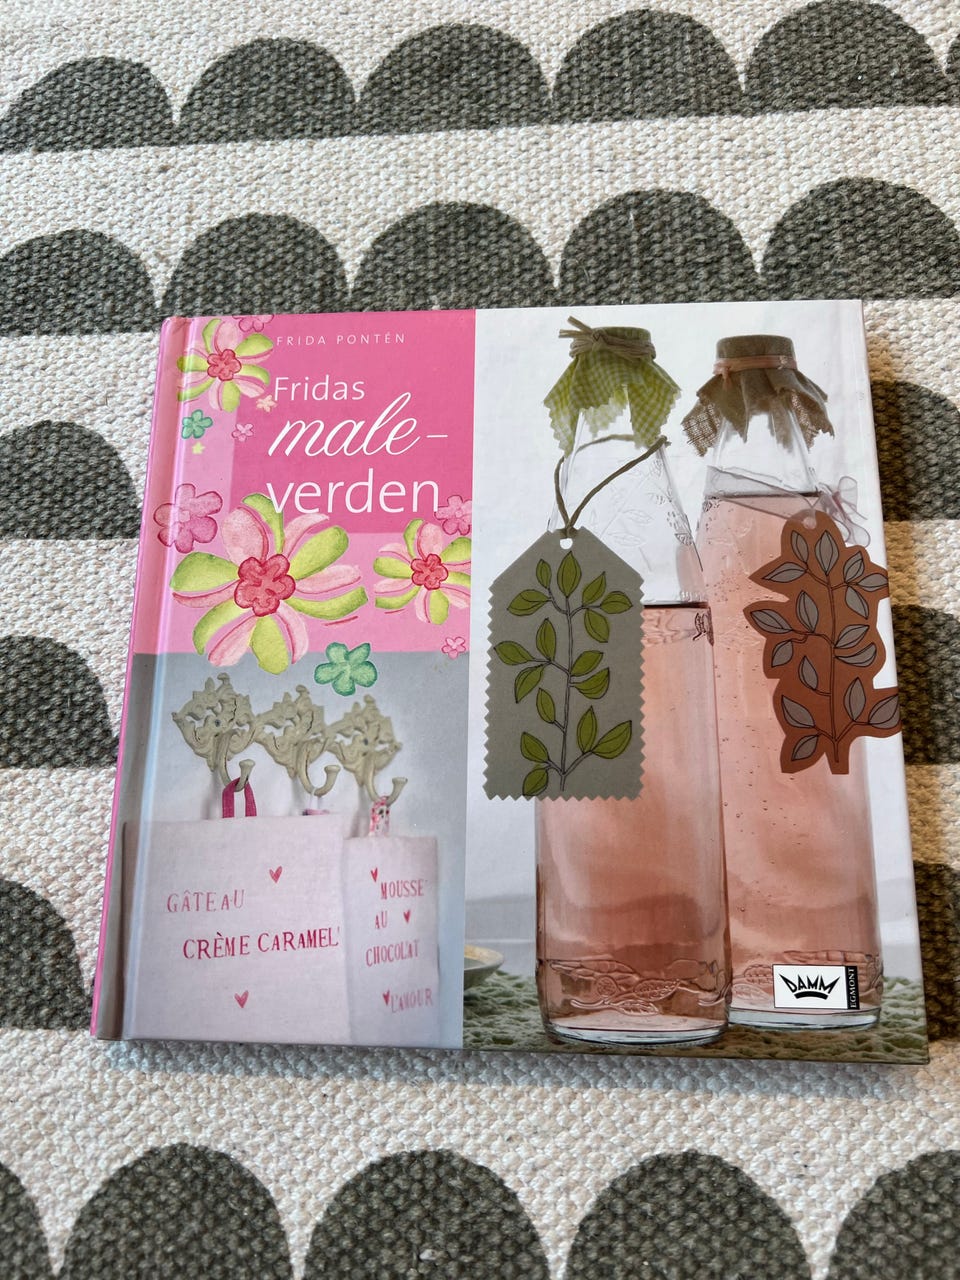 FRIDA PONTÉN
Fridas
male-
verden
GÂTEAU
CRÈME CARAMEL
MOUSSE
AU
CHOCOLAT
L'AMOUR
DAMM
EGMONT